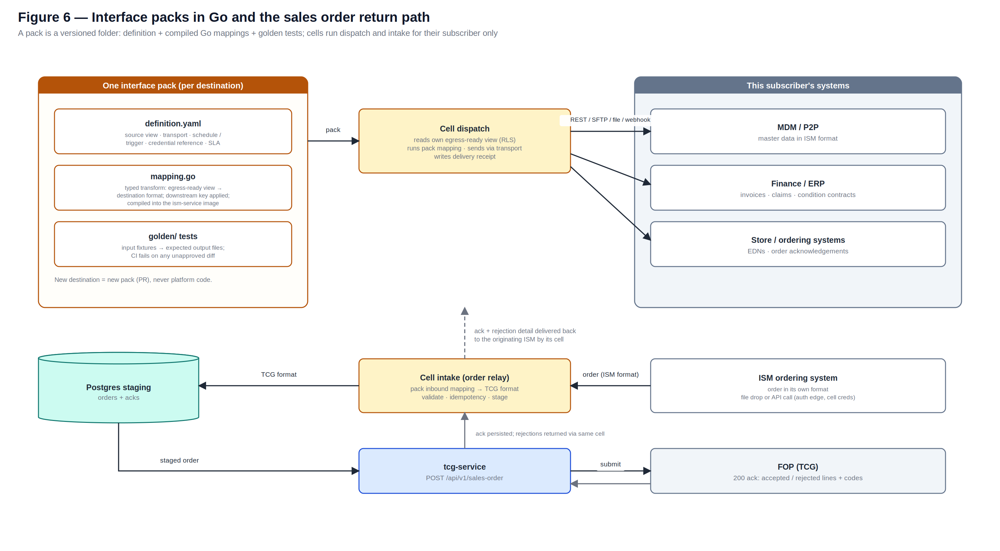 Figure 6 — Interface packs in Go and the sales order return path
A pack is a versioned folder: definition + compiled Go mappings + golden tests; cells run dispatch and intake for their subscriber only
One interface pack (per destination)
definition.yaml
source view · transport · schedule /
trigger · credential reference · SLA
mapping.go
typed transform: egress-ready view →
destination format; downstream key applied;
compiled into the ism-service image
golden/ tests
input fixtures → expected output files;
CI fails on any unapproved diff
New destination = new pack (PR), never platform code.
pack
Cell dispatch
reads own egress-ready view (RLS)
runs pack mapping · sends via transport
writes delivery receipt
REST / SFTP / file / webhook
This subscriber's systems
MDM / P2P
master data in ISM format
Finance / ERP
invoices · claims · condition contracts
Store / ordering systems
EDNs · order acknowledgements
ack + rejection detail delivered back
to the originating ISM by its cell
Postgres staging
orders + acks
TCG format
Cell intake (order relay)
pack inbound mapping → TCG format
validate · idempotency · stage
order (ISM format)
ISM ordering system
order in its own format
file drop or API call (auth edge, cell creds)
ack persisted; rejections returned via same cell
staged order
tcg-service
POST /api/v1/sales-order
submit
FOP (TCG)
200 ack: accepted / rejected lines + codes